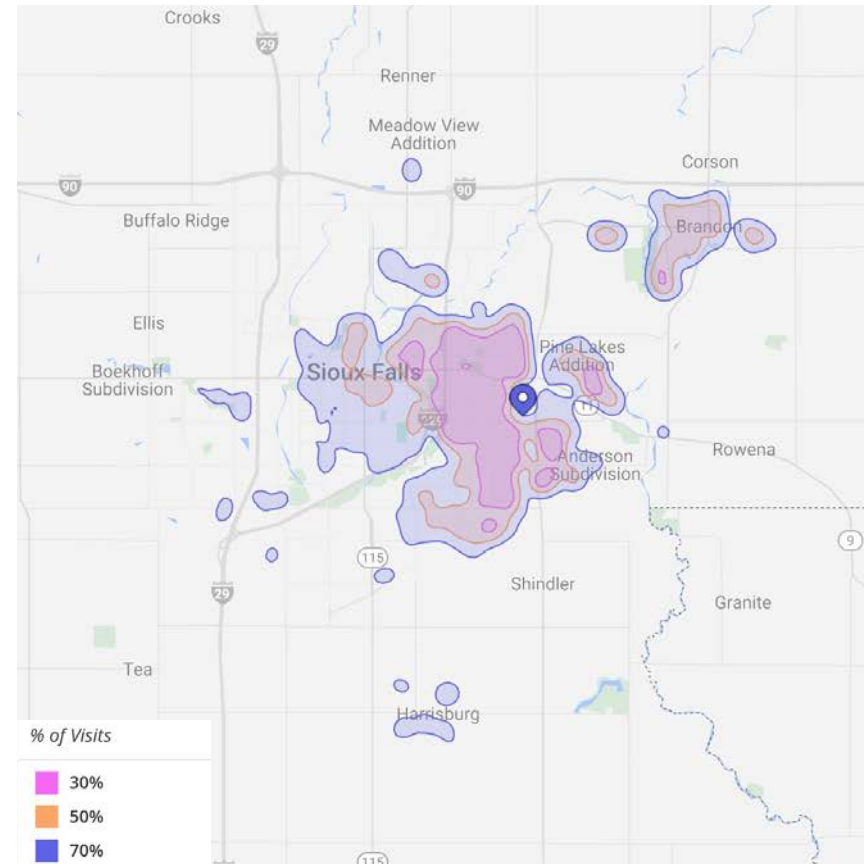 Crooks
29
Renner
Meadow View
Addition
90
90
Corson
Buffalo Ridge
Brandon
Ellis
Pine Lakes
Addition
Boekhoff
Subdivision
Sioux Falls
11
229
Anderson
Subdivision
Rowena
9
115
Shindler
29
Granite
Tea
Harrisburg
% of Visits
30%
50%
70%
115